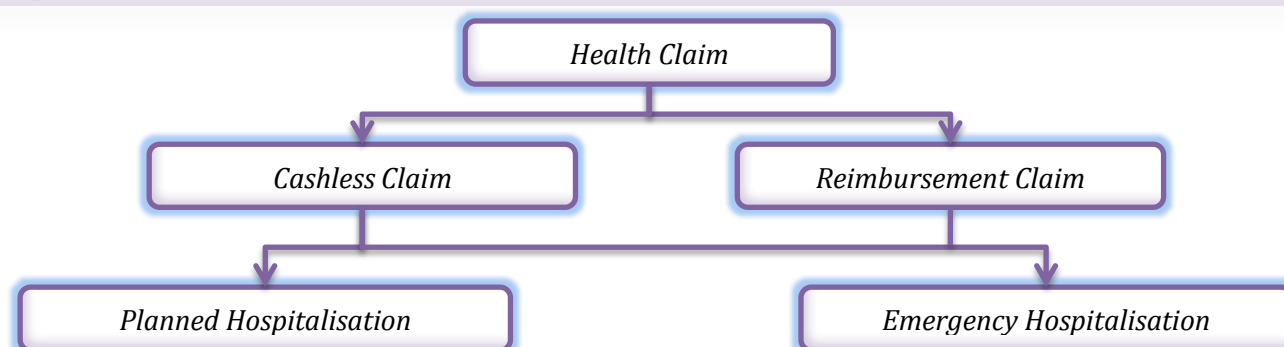 Health Claim
Cashless Claim
Reimbursement Claim
Planned Hospitalisation
Emergency Hospitalisation